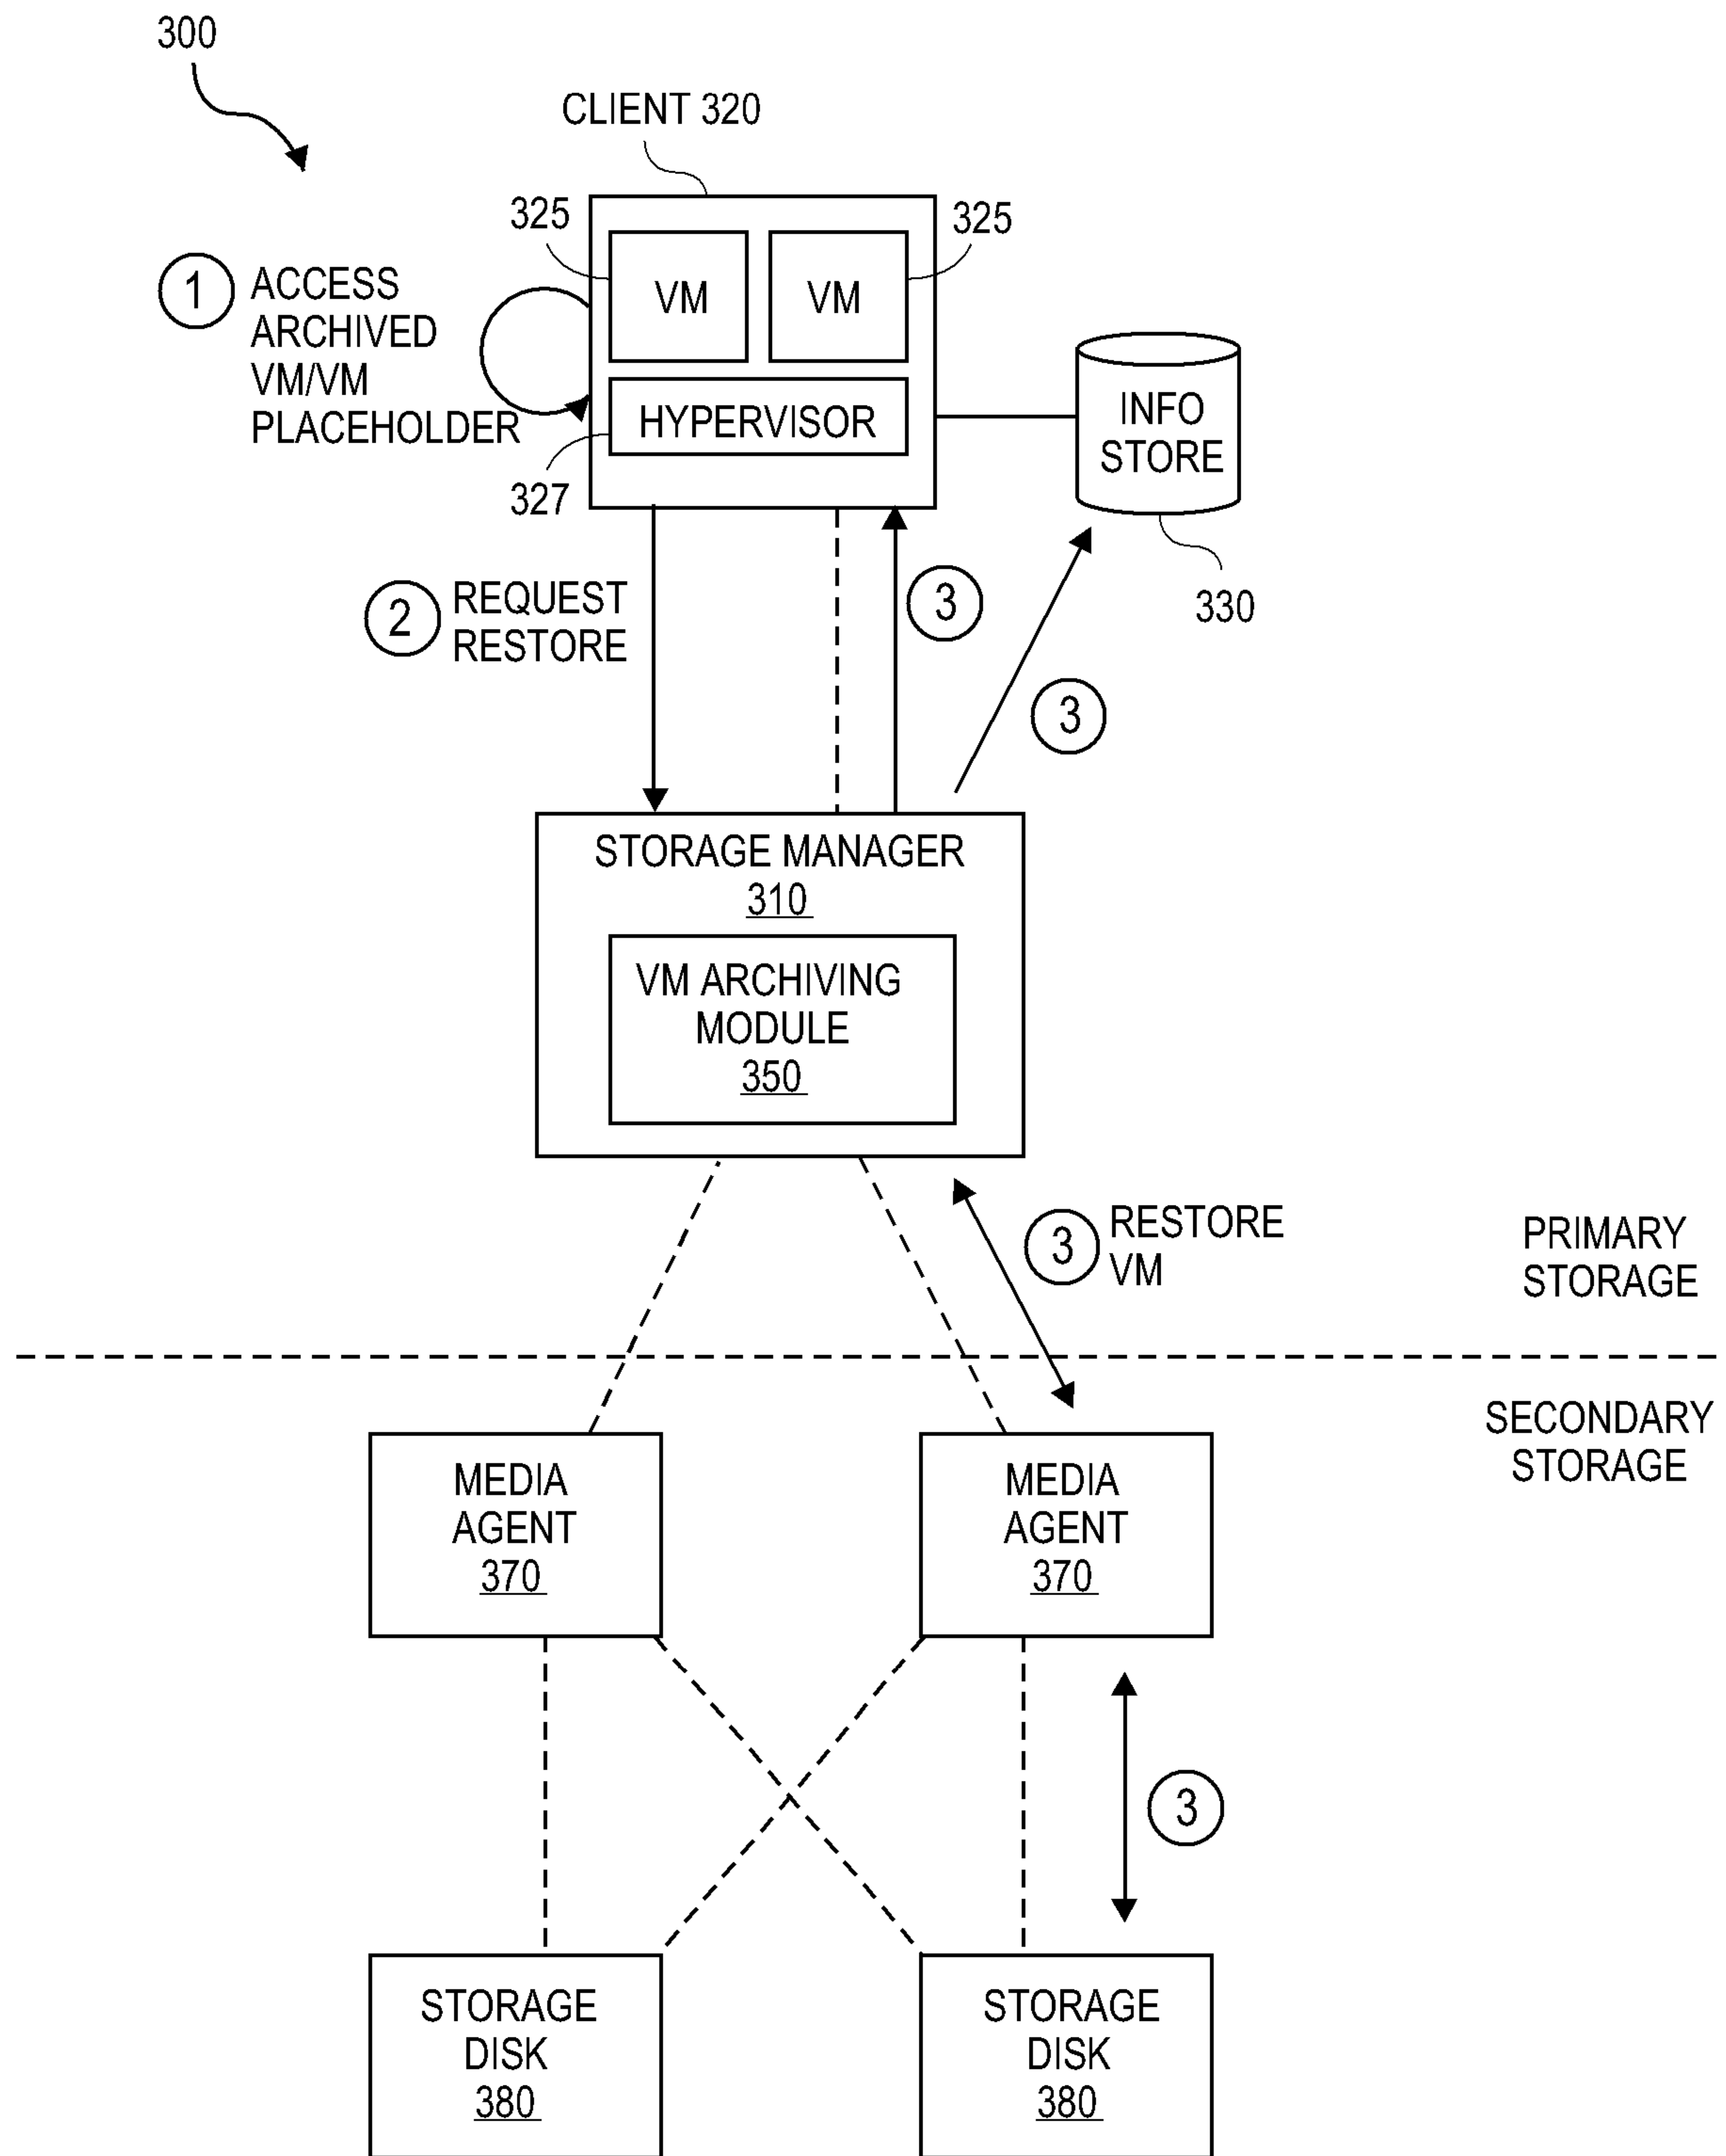 300
CLIENT 320
325
325
VM
VM
1
ACCESS
ARCHIVED
VM/VM
PLACEHOLDER
HYPERVISOR
327
INFO
STORE
330
2
REQUEST
RESTORE
3
3
STORAGE MANAGER
310
VM ARCHIVING
MODULE
350
3
RESTORE
VM
PRIMARY
STORAGE
SECONDARY
STORAGE
MEDIA
AGENT
370
MEDIA
AGENT
370
3
STORAGE
DISK
380
STORAGE
DISK
380